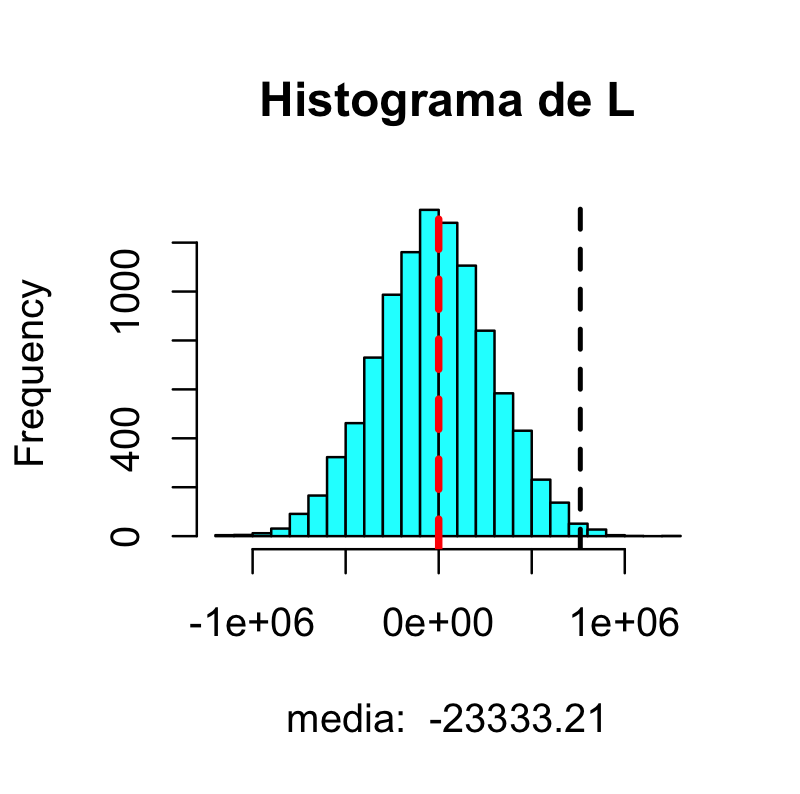 Histograma de L
Frequency
1000
400
0
-1e+06 0e+00 1e+06
media: -23333.21